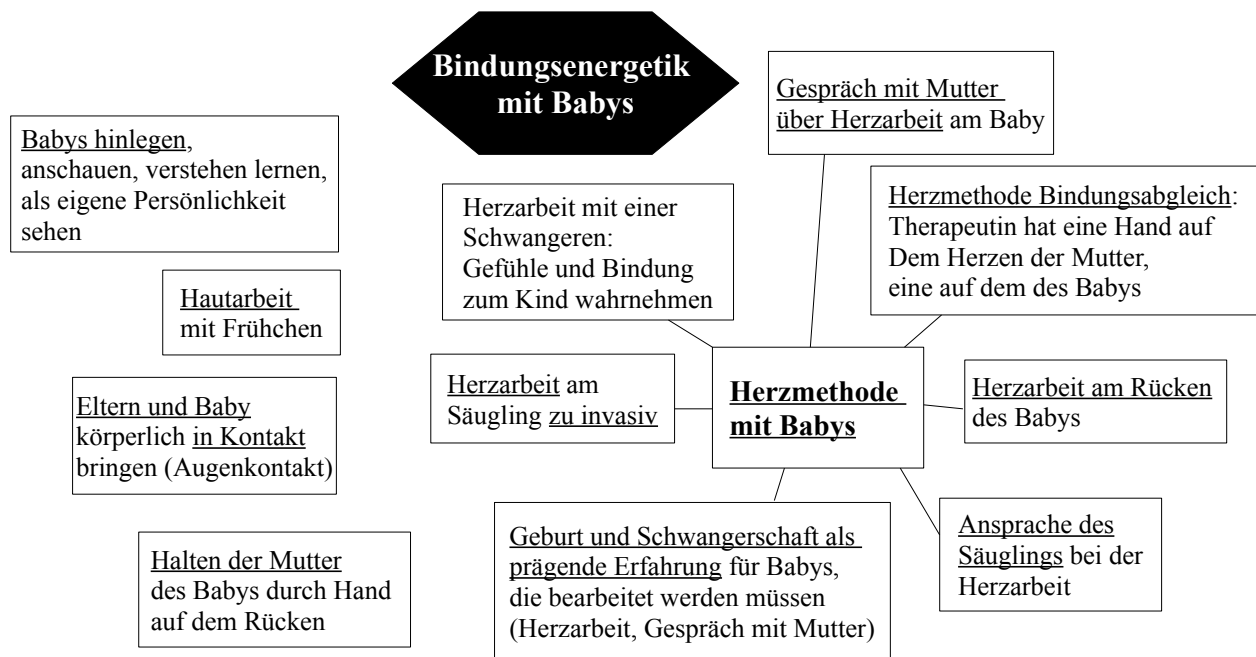 Bindungsenergetik
mit Babys
Gespräch mit Mutter
über Herzarbeit am Baby
Babys hinlegen,
anschauen, verstehen lernen,
als eigene Persönlichkeit
sehen
Herzarbeit mit einer
Schwangeren:
Gefühle und Bindung
zum Kind wahrnehmen
Herzmethode Bindungsabgleich:
Therapeutin hat eine Hand auf
Dem Herzen der Mutter,
eine auf dem des Babys
Hautarbeit
mit Frühchen
Herzarbeit am
Säugling zu invasiv
Herzmethode
mit Babys
Herzarbeit am Rücken
des Babys
Eltern und Baby
körperlich in Kontakt
bringen (Augenkontakt)
Halten der Mutter
des Babys durch Hand
auf dem Rücken
Geburt und Schwangerschaft als
prägende Erfahrung für Babys,
die bearbeitet werden müssen
(Herzarbeit, Gespräch mit Mutter)
Ansprache des
Säuglings bei der
Herzarbeit